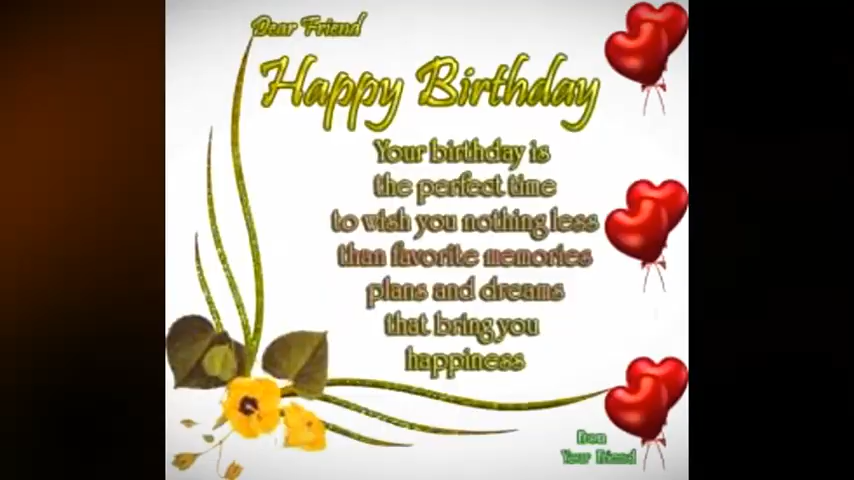 Dear Friend
Happy Birthday
Your birthday is
the perfect time
to wish you nothing less
than favorite memories
plans and dreams
that bring you
happiness
from
Your Friend